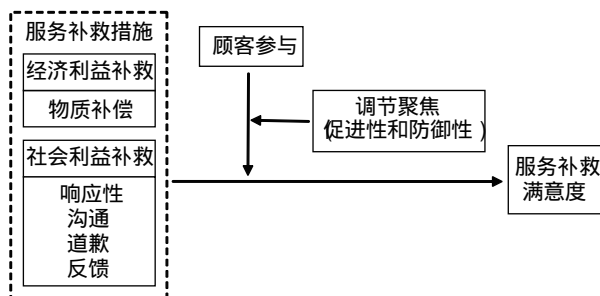 服务补救措施
经济利益补救
物质补偿
社会利益补救
响应性
沟通
道歉
反馈
顾客参与
调节聚焦
(促进性和防御性)
服务补救
满意度